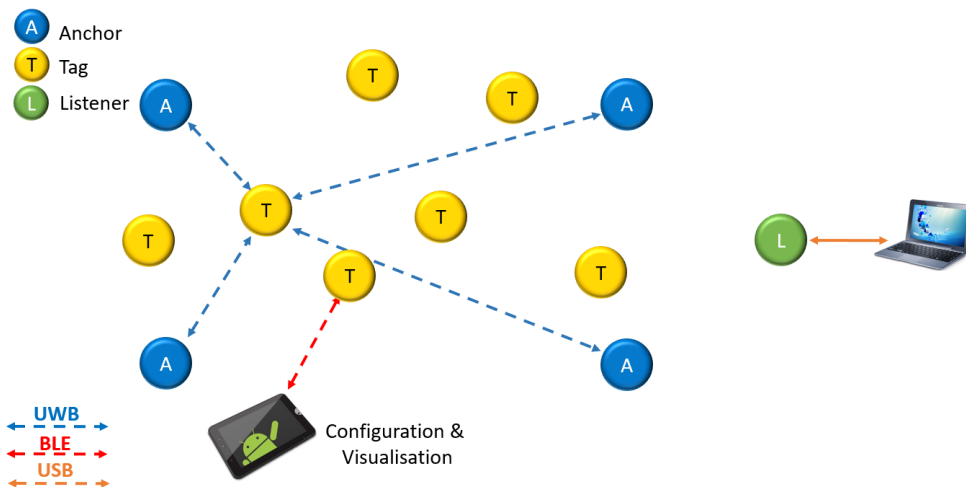 A Anchor
T Tag
L Listener
T
T
A
A
T
T
T
L
T
T
A
A
Configuration &
Visualisation
UWB
BLE
USB